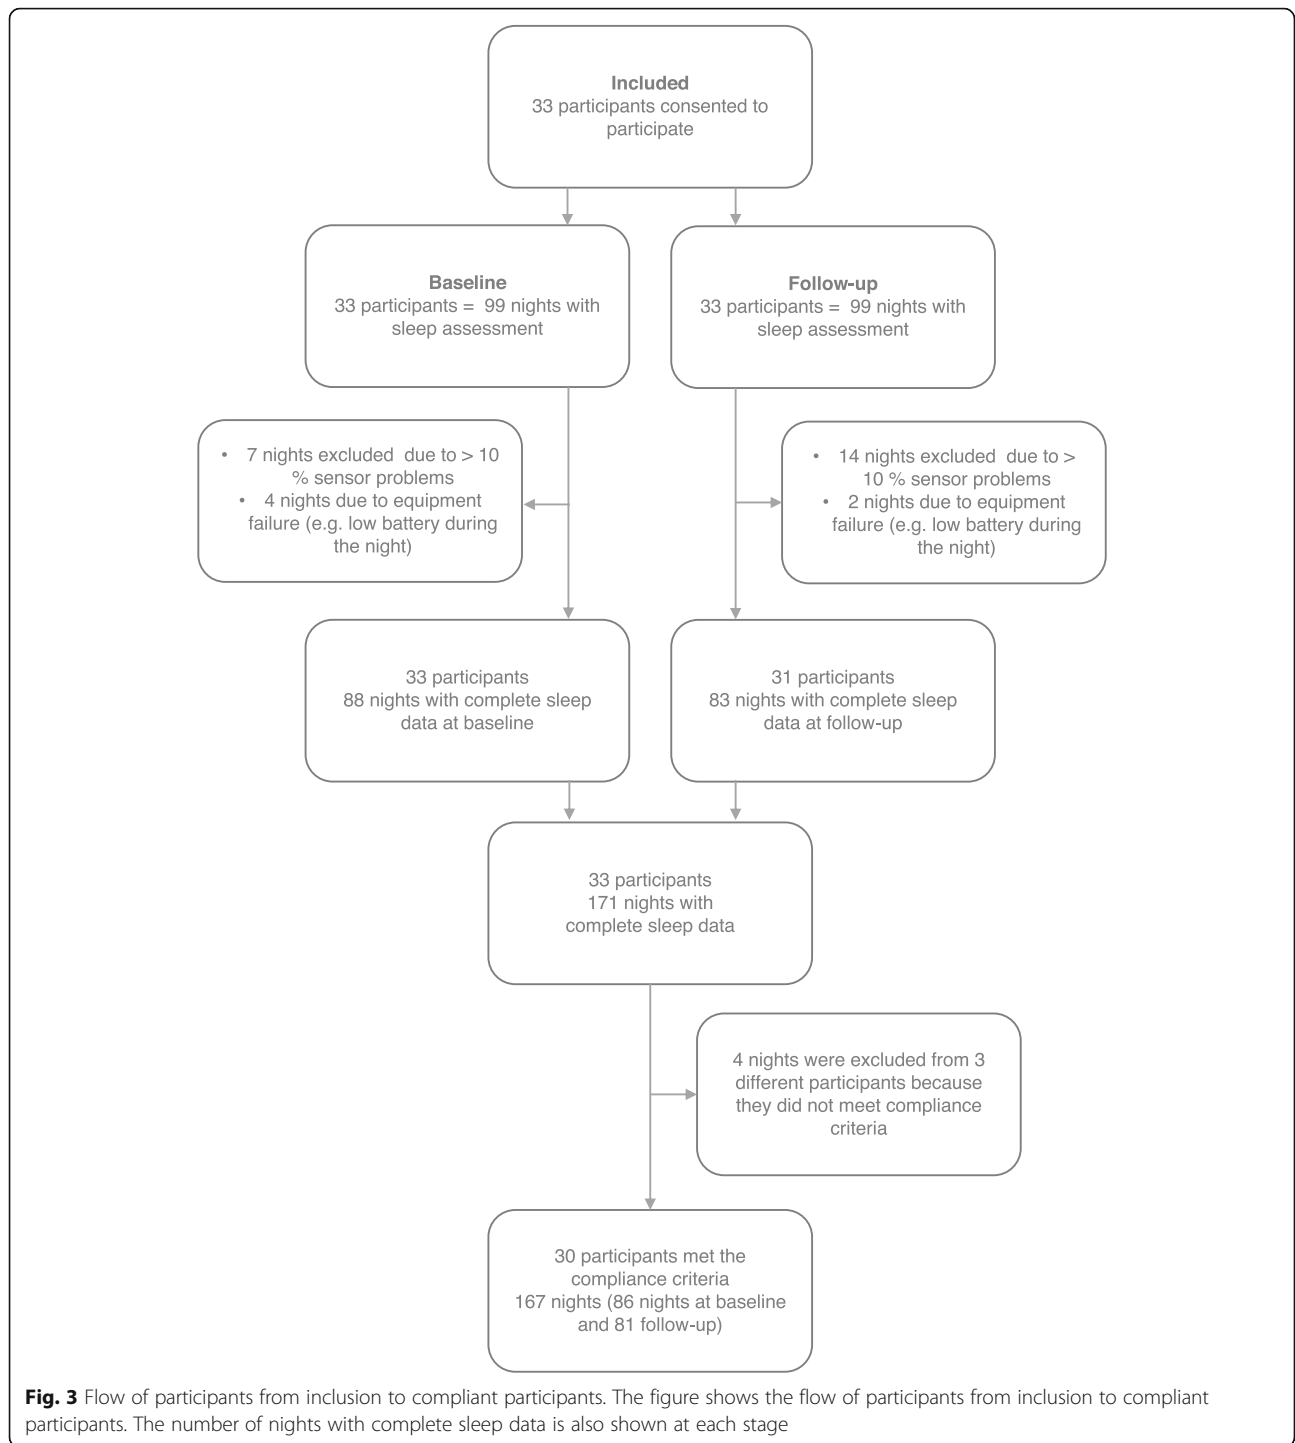 Included
33 participants consented to
participate
Baseline
33 participants = 99 nights with
sleep assessment
Follow-up
33 participants = 99 nights with
sleep assessment
• 7 nights excluded due to > 10
% sensor problems
• 4 nights due to equipment
failure (e.g. low battery during
the night)
• 14 nights excluded due to >
10 % sensor problems
• 2 nights due to equipment
failure (e.g. low battery during
the night)
33 participants
88 nights with complete sleep
data at baseline
31 participants
83 nights with complete sleep
data at follow-up
33 participants
171 nights with
complete sleep data
4 nights were excluded from 3
different participants because
they did not meet compliance
criteria
30 participants met the
compliance criteria
167 nights (86 nights at baseline
and 81 follow-up)
Fig. 3 Flow of participants from inclusion to compliant participants. The figure shows the flow of participants from inclusion to compliant
participants. The number of nights with complete sleep data is also shown at each stage